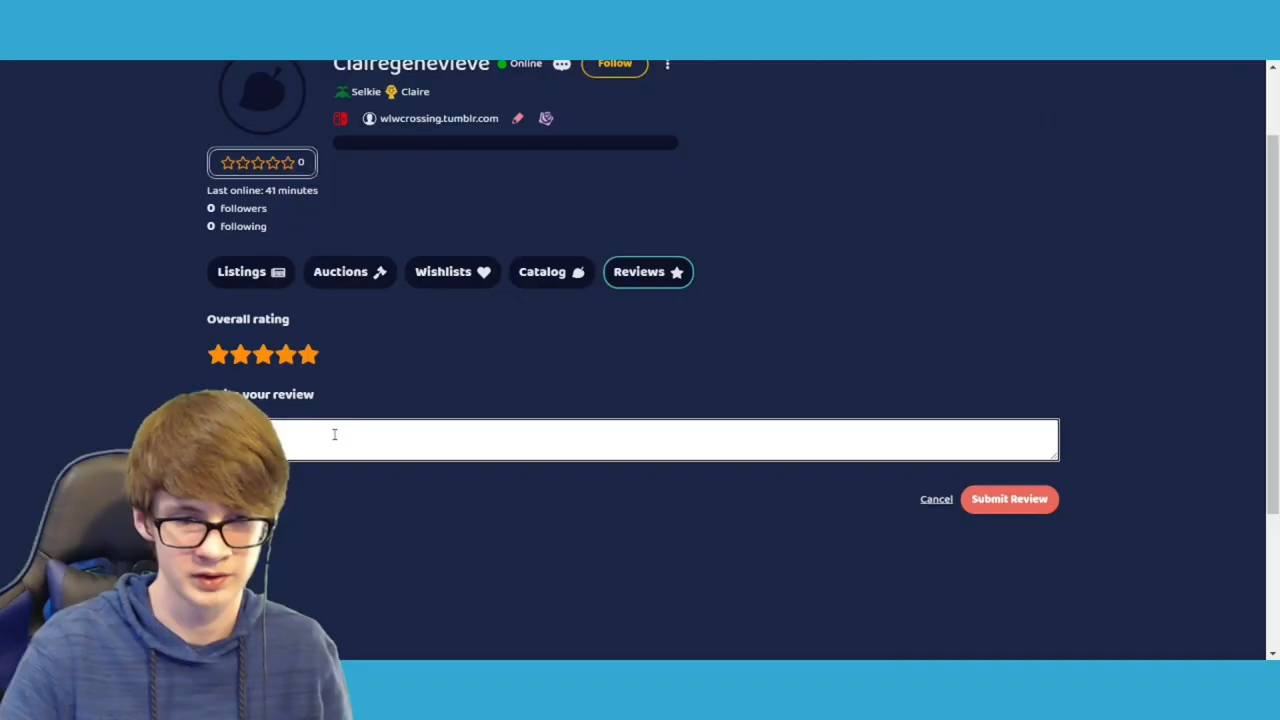 Clairegenevieve Online Follow
Selkie Claire
wlwcrossing.tumblr.com
0
Last online: 41 minutes
0 followers
0 following
Listings Auctions Wishlists Catalog Reviews
Overall rating
your review
Cancel Submit Review